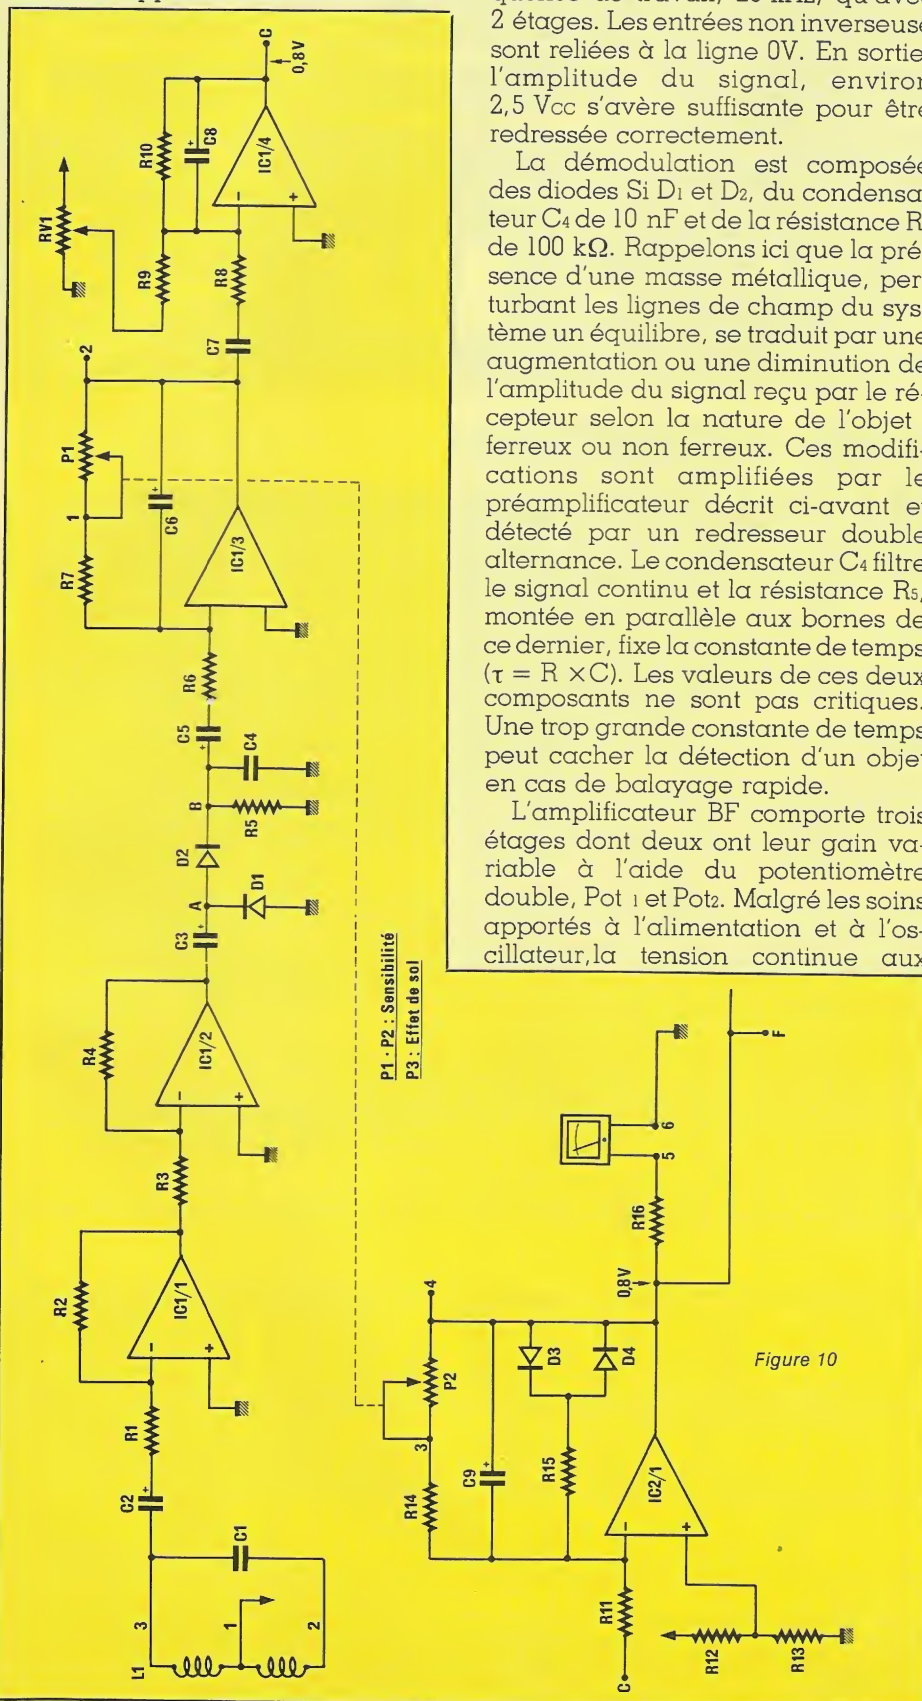 2 étages. Les entrées non inverseuse
sont reliées à la ligne 0V. En sortie
l'amplitude du signal, environ
2,5 Vcc s'avère suffisante pour être
redressée correctement.
La démodulation est composée
des diodes Si D1 et D2, du condensa
teur C4 de 10 nF et de la résistance R
de 100 kΩ. Rappelons ici que la pré
sence d'une masse métallique, per
turbant les lignes de champ du sys
tème un équilibre, se traduit par une
augmentation ou une diminution de
l'amplitude du signal reçu par le ré
cepteur selon la nature de l'objet
ferreux ou non ferreux. Ces modifi
cations sont amplifiées par le
préamplificateur décrit ci-avant et
détecté par un redresseur double
alternance. Le condensateur C4 filtre
le signal continu et la résistance R5,
montée en parallèle aux bornes de
ce dernier, fixe la constante de temps
(τ = R × C). Les valeurs de ces deux
composants ne sont pas critiques.
Une trop grande constante de temps
peut cacher la détection d'un objet
en cas de balayage rapide.
L'amplificateur BF comporte trois
étages dont deux ont leur gain va
riable à l'aide du potentiomètre
double, Pot 1 et Pot2. Malgré les soins
apportés à l'alimentation et à l'os
cillateur, la tension continue aux
L1
3
1
2
C1
C2
R1
R2
-
+
IC1/1
R3
R4
-
+
IC1/2
C3
A
D1
D2
B
R5
C4
C5
R6
R7
1
P1
2
C6
IC1/3
C7
R8
R9
RV1
R10
C8
-
+
IC1/4
C
0,8V
P1 - P2 : Sensibilité
P3 : Effet de sol
C
R11
R12
R13
-
+
IC2/1
R14
3
P2
4
C9
R15
D3
D4
0,8V
R16
5
6
F
Figure 10